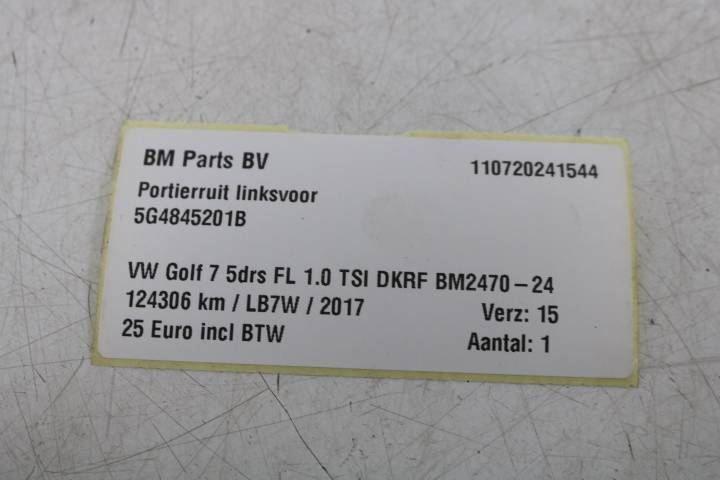 BM Parts BV 110720241544
Portierruit linksvoor
5G4845201B
VW Golf 7 5drs FL 1.0 TSI DKRF BM2470-24
124306 km / LB7W / 2017 Verz: 15
25 Euro incl BTW Aantal: 1